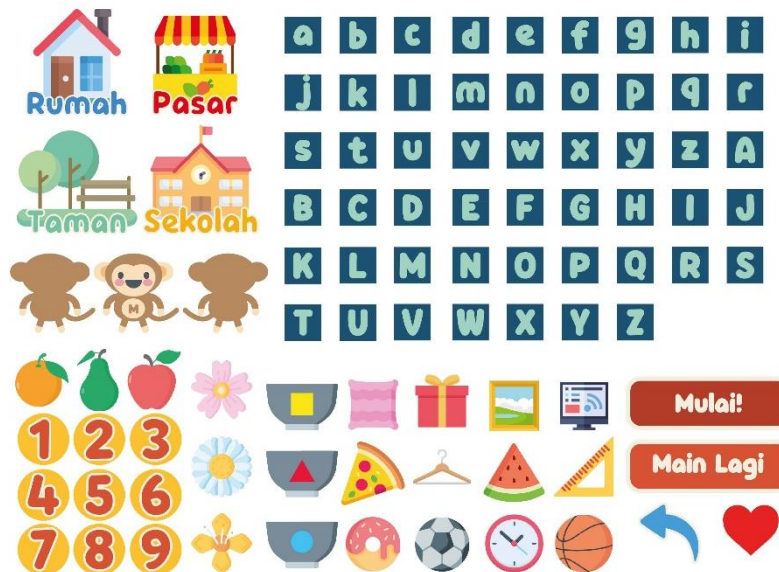 Rumah
Pasar
Taman
Sekolah
M
a b c d e f g h i
j k l m n o p q r
s t u v w x y z A
B C D E F G H I J
K L M N O P Q R S
T U V W X Y Z
1 2 3
4 5 6
7 8 9
Mulai!
Main Lagi